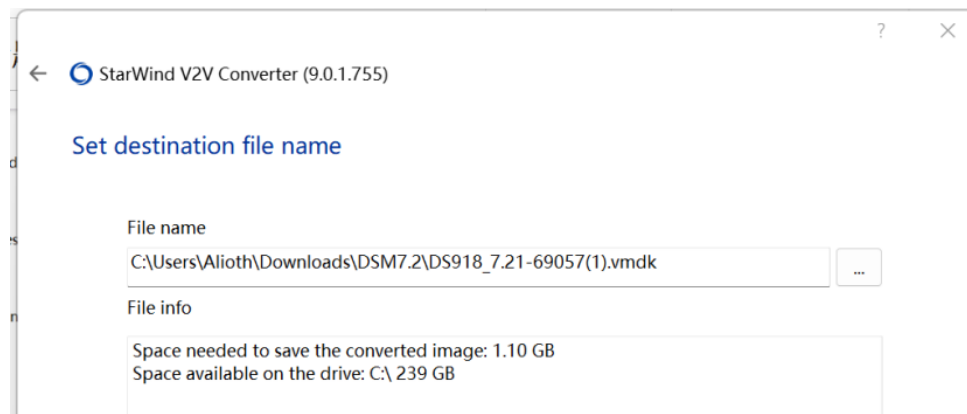 ?
StarWind V2V Converter (9.0.1.755)
Set destination file name
File name
C:\Users\Alioth\Downloads\DSM7.2\DS918_7.21-69057(1).vmdk
...
File info
Space needed to save the converted image: 1.10 GB
Space available on the drive: C:\ 239 GB